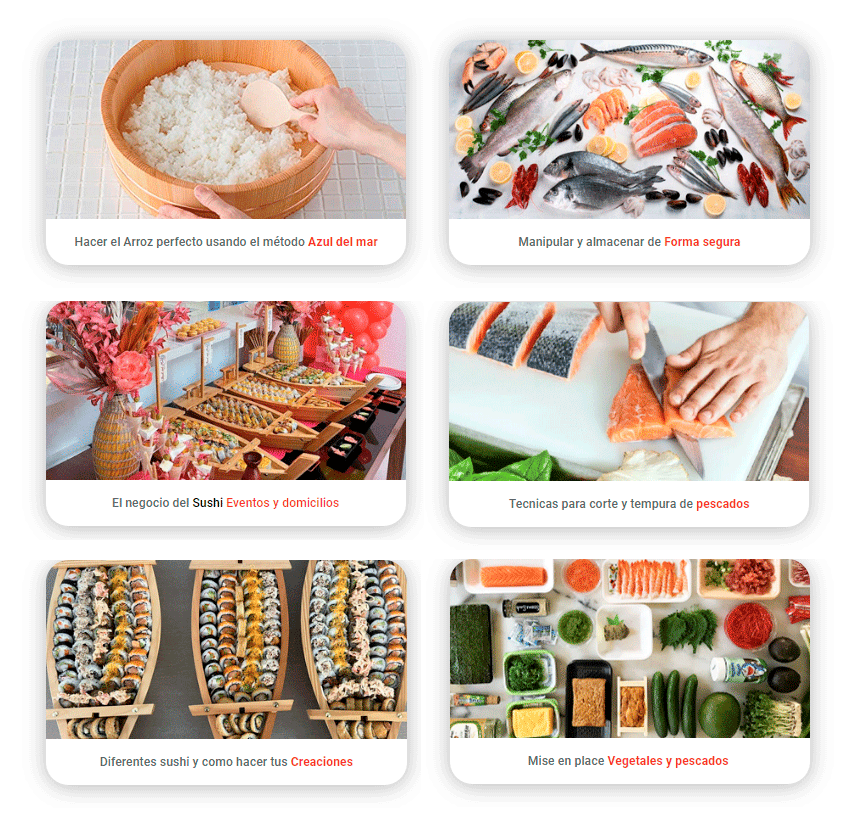 Hacer el Arroz perfecto usando el método Azul del mar
Manipular y almacenar de Forma segura
El negocio del Sushi Eventos y domicilios
Tecnicas para corte y tempura de pescados
Diferentes sushi y como hacer tus Creaciones
Mise en place Vegetales y pescados